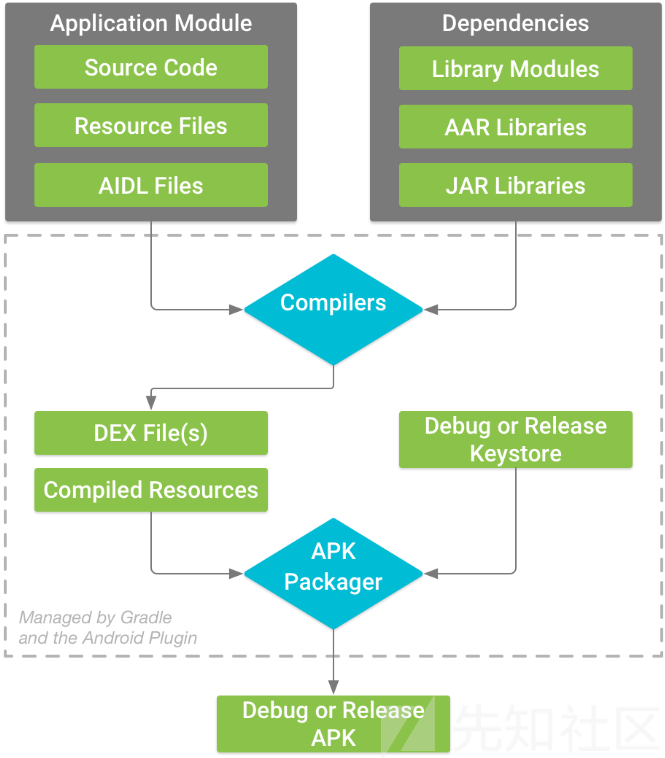 Application Module
Source Code
Resource Files
AIDL Files
Dependencies
Library Modules
AAR Libraries
JAR Libraries
Compilers
DEX File(s)
Compiled Resources
Debug or Release
Keystore
APK
Packager
Managed by Gradle
and the Android Plugin
Debug or Release
APK
先知社区